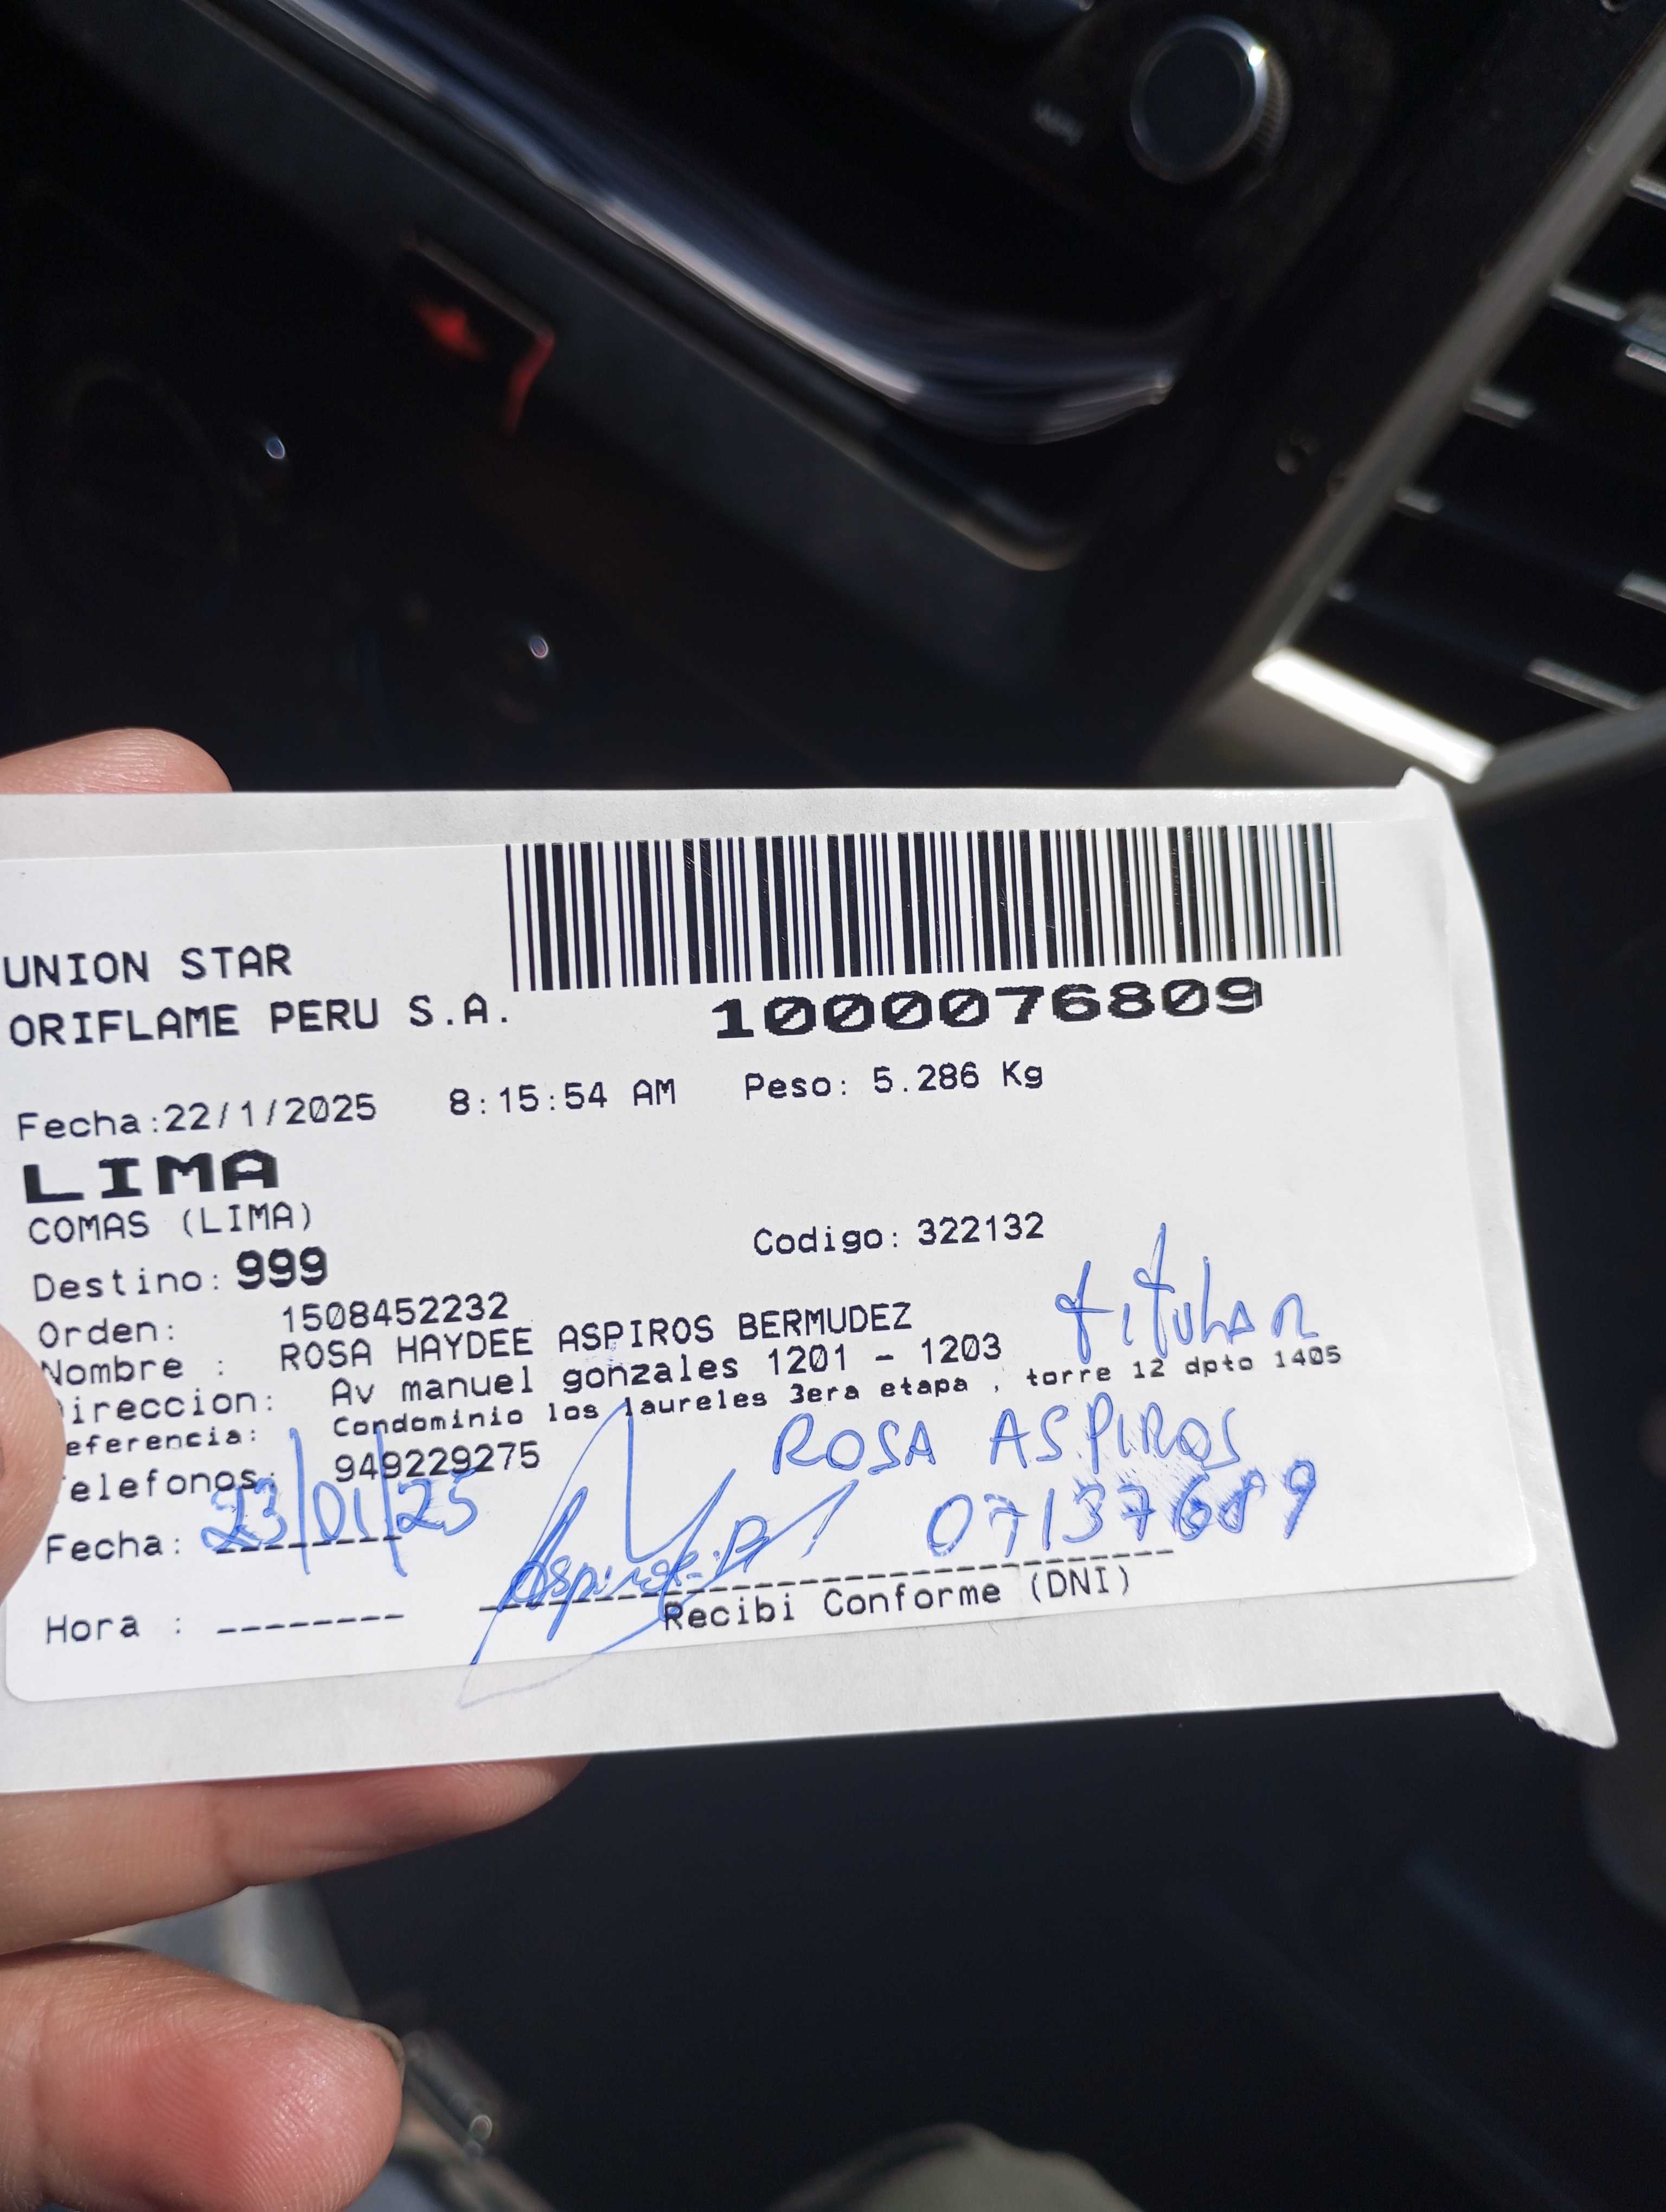 UNION STAR
ORIFLAME PERU S.A.
1000076809
Fecha:22/1/2025 8:15:54 AM Peso: 5.286 Kg
LIMA
COMAS (LIMA)
Codigo: 322132
Destino: 999
Orden: 1508452232
Nombre : ROSA HAYDEE ASPIROS BERMUDEZ
titular
ireccion: Av manuel gonzales 1201 - 1203
eferencia: Condominio los laureles 3era etapa , torre 12 dpto 1405
elefonos: 949229275
ROSA ASPIROS
Fecha: 23/01/25
07137689
Hora : --------
Recibi Conforme (DNI)